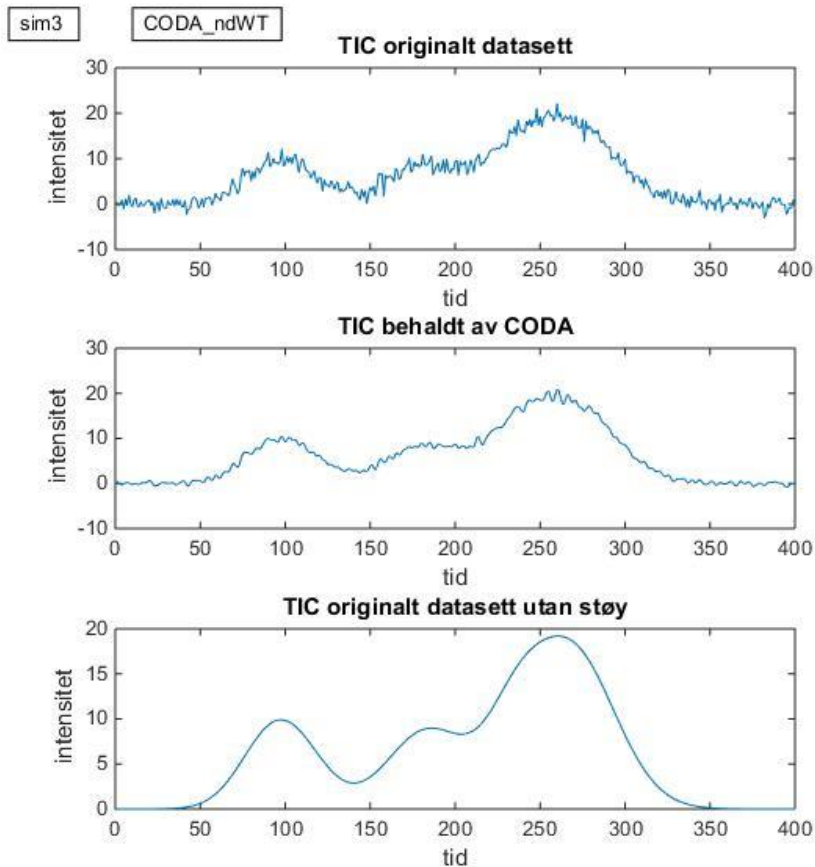 sim3
CODA_ndWT
TIC originalt datasett
30
20
10
0
-10
intensitet
0 50 100 150 200 250 300 350 400
tid
TIC behaldt av CODA
30
20
10
0
-10
intensitet
0 50 100 150 200 250 300 350 400
tid
TIC originalt datasett utan støy
20
15
10
5
0
intensitet
0 50 100 150 200 250 300 350 400
tid